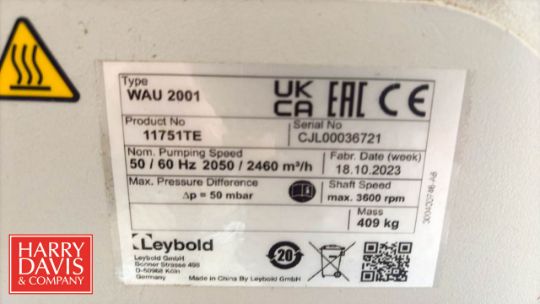 Type
WAU 2001
UK CA EAC CE
Product No
11751TE
Serial No
CJL00036721
Nom. Pumping Speed
50 / 60 Hz 2050 / 2460 m³/h
Fabr. Date (week)
18.10.2023
Max. Pressure Difference
Δp = 50 mbar
Shaft Speed
max. 3600 rpm
Mass
409 kg
Leybold
Leybold GmbH
Bonner Strasse 498
D-50968 Köln
Germany
Made in China By Leybold GmbH
20
HARRY
DAVIS
& COMPANY